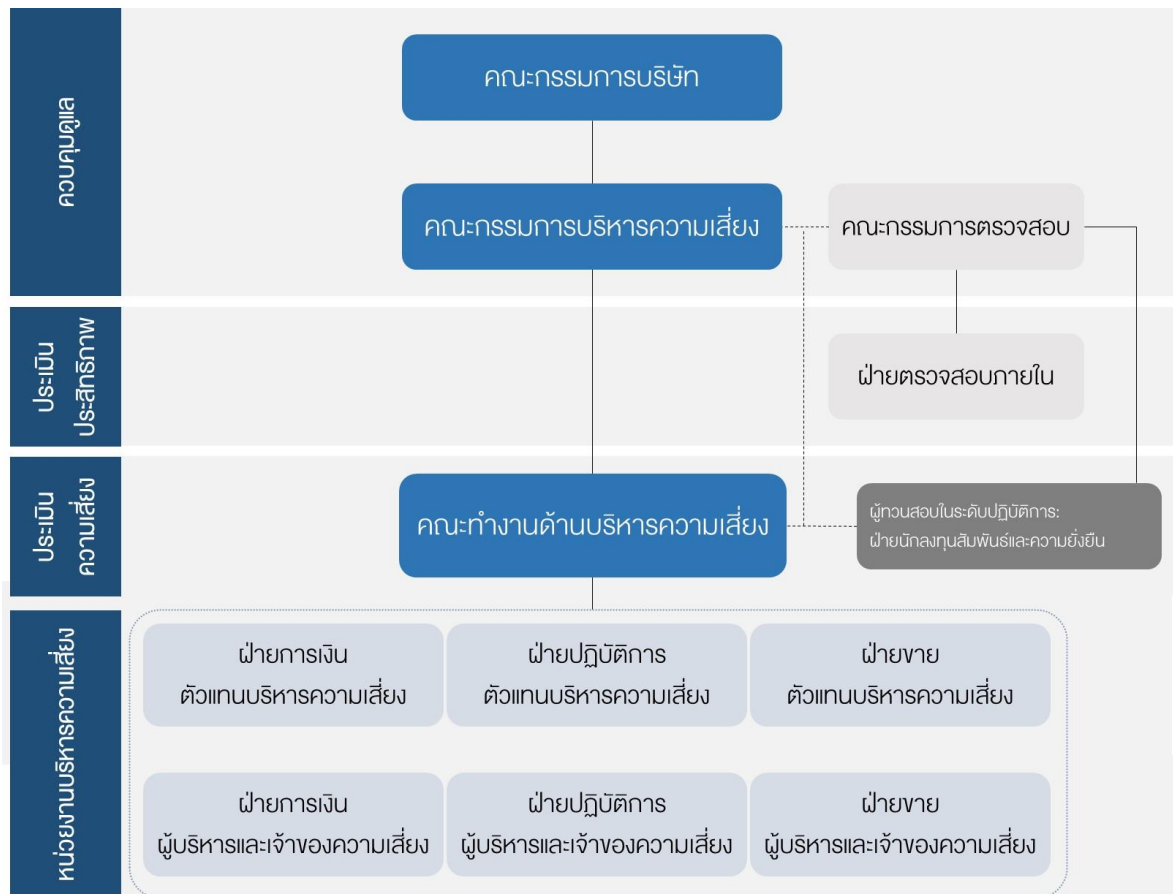 ควบคุมดูแล
คณะกรรมการบริษัท
คณะกรรมการบริหารความเสี่ยง
คณะกรรมการตรวจสอบ
ประเมิน
ประสิทธิภาพ
ฝ่ายตรวจสอบภายใน
ประเมิน
ความเสี่ยง
คณะทำงานด้านบริหารความเสี่ยง
ผู้ทวนสอบในระดับปฏิบัติการ:
ฝ่ายนักลงทุนสัมพันธ์และความยั่งยืน
หน่วยงานบริหารความเสี่ยง
ฝ่ายการเงิน
ตัวแทนบริหารความเสี่ยง
ฝ่ายปฏิบัติการ
ตัวแทนบริหารความเสี่ยง
ฝ่ายขาย
ตัวแทนบริหารความเสี่ยง
ฝ่ายการเงิน
ผู้บริหารและเจ้าของความเสี่ยง
ฝ่ายปฏิบัติการ
ผู้บริหารและเจ้าของความเสี่ยง
ฝ่ายขาย
ผู้บริหารและเจ้าของความเสี่ยง